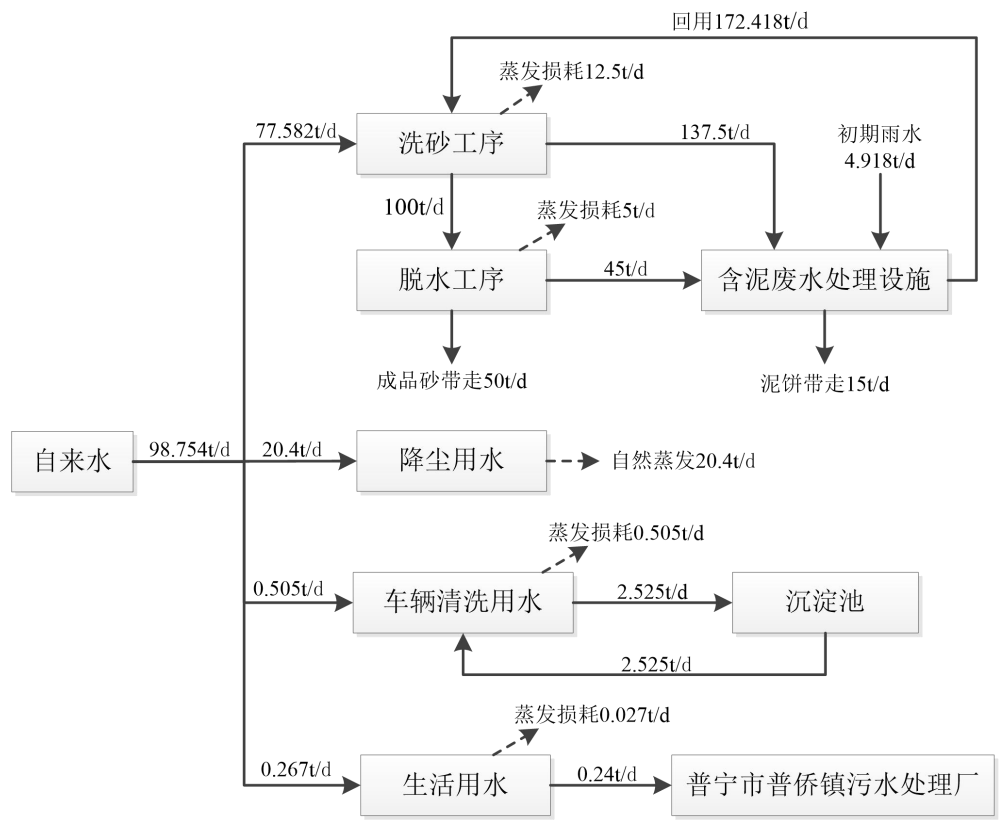 回用172.418t/d
蒸发损耗12.5t/d
77.582t/d
洗砂工序
137.5t/d
初期雨水
4.918t/d
100t/d
蒸发损耗5t/d
脱水工序
45t/d
含泥废水处理设施
成品砂带走50t/d
泥饼带走15t/d
自来水
98.754t/d
20.4t/d
降尘用水
自然蒸发20.4t/d
蒸发损耗0.505t/d
0.505t/d
车辆清洗用水
2.525t/d
沉淀池
2.525t/d
蒸发损耗0.027t/d
0.267t/d
生活用水
0.24t/d
普宁市普侨镇污水处理厂